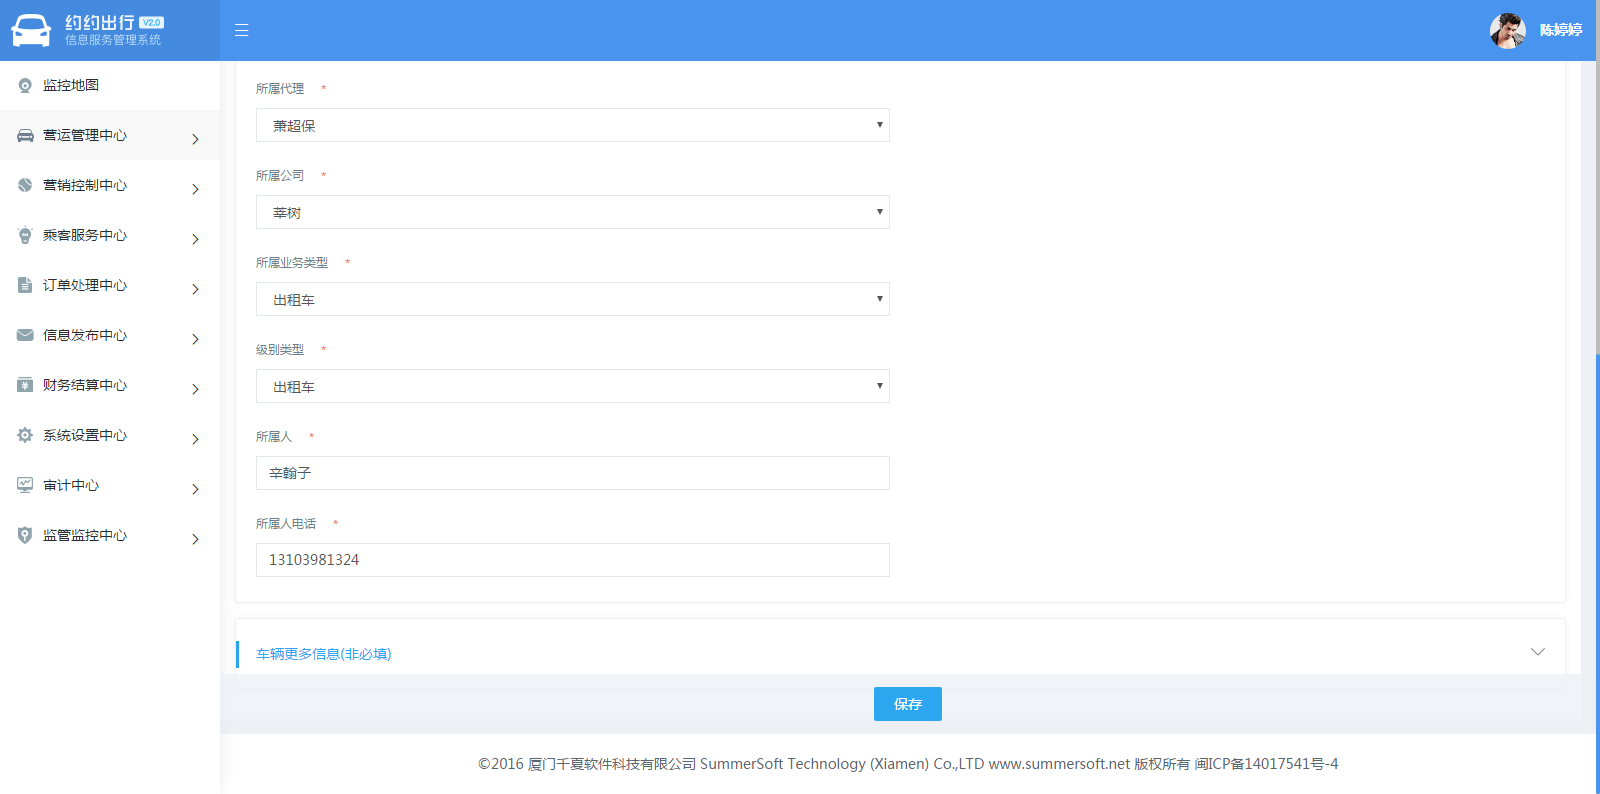 约约出行 V2.0
信息服务管理系统
陈婷婷
监控地图
营运管理中心
营销控制中心
乘客服务中心
订单处理中心
信息发布中心
财务结算中心
系统设置中心
审计中心
监管监控中心
所属代理 *
萧超保
所属公司 *
莘树
所属业务类型 *
出租车
级别类型 *
出租车
所属人 *
辛翰子
所属人电话 *
13103981324
车辆更多信息(非必填)
保存
©2016 厦门千夏软件科技有限公司 SummerSoft Technology (Xiamen) Co.,LTD www.summersoft.net 版权所有 闽ICP备14017541号-4